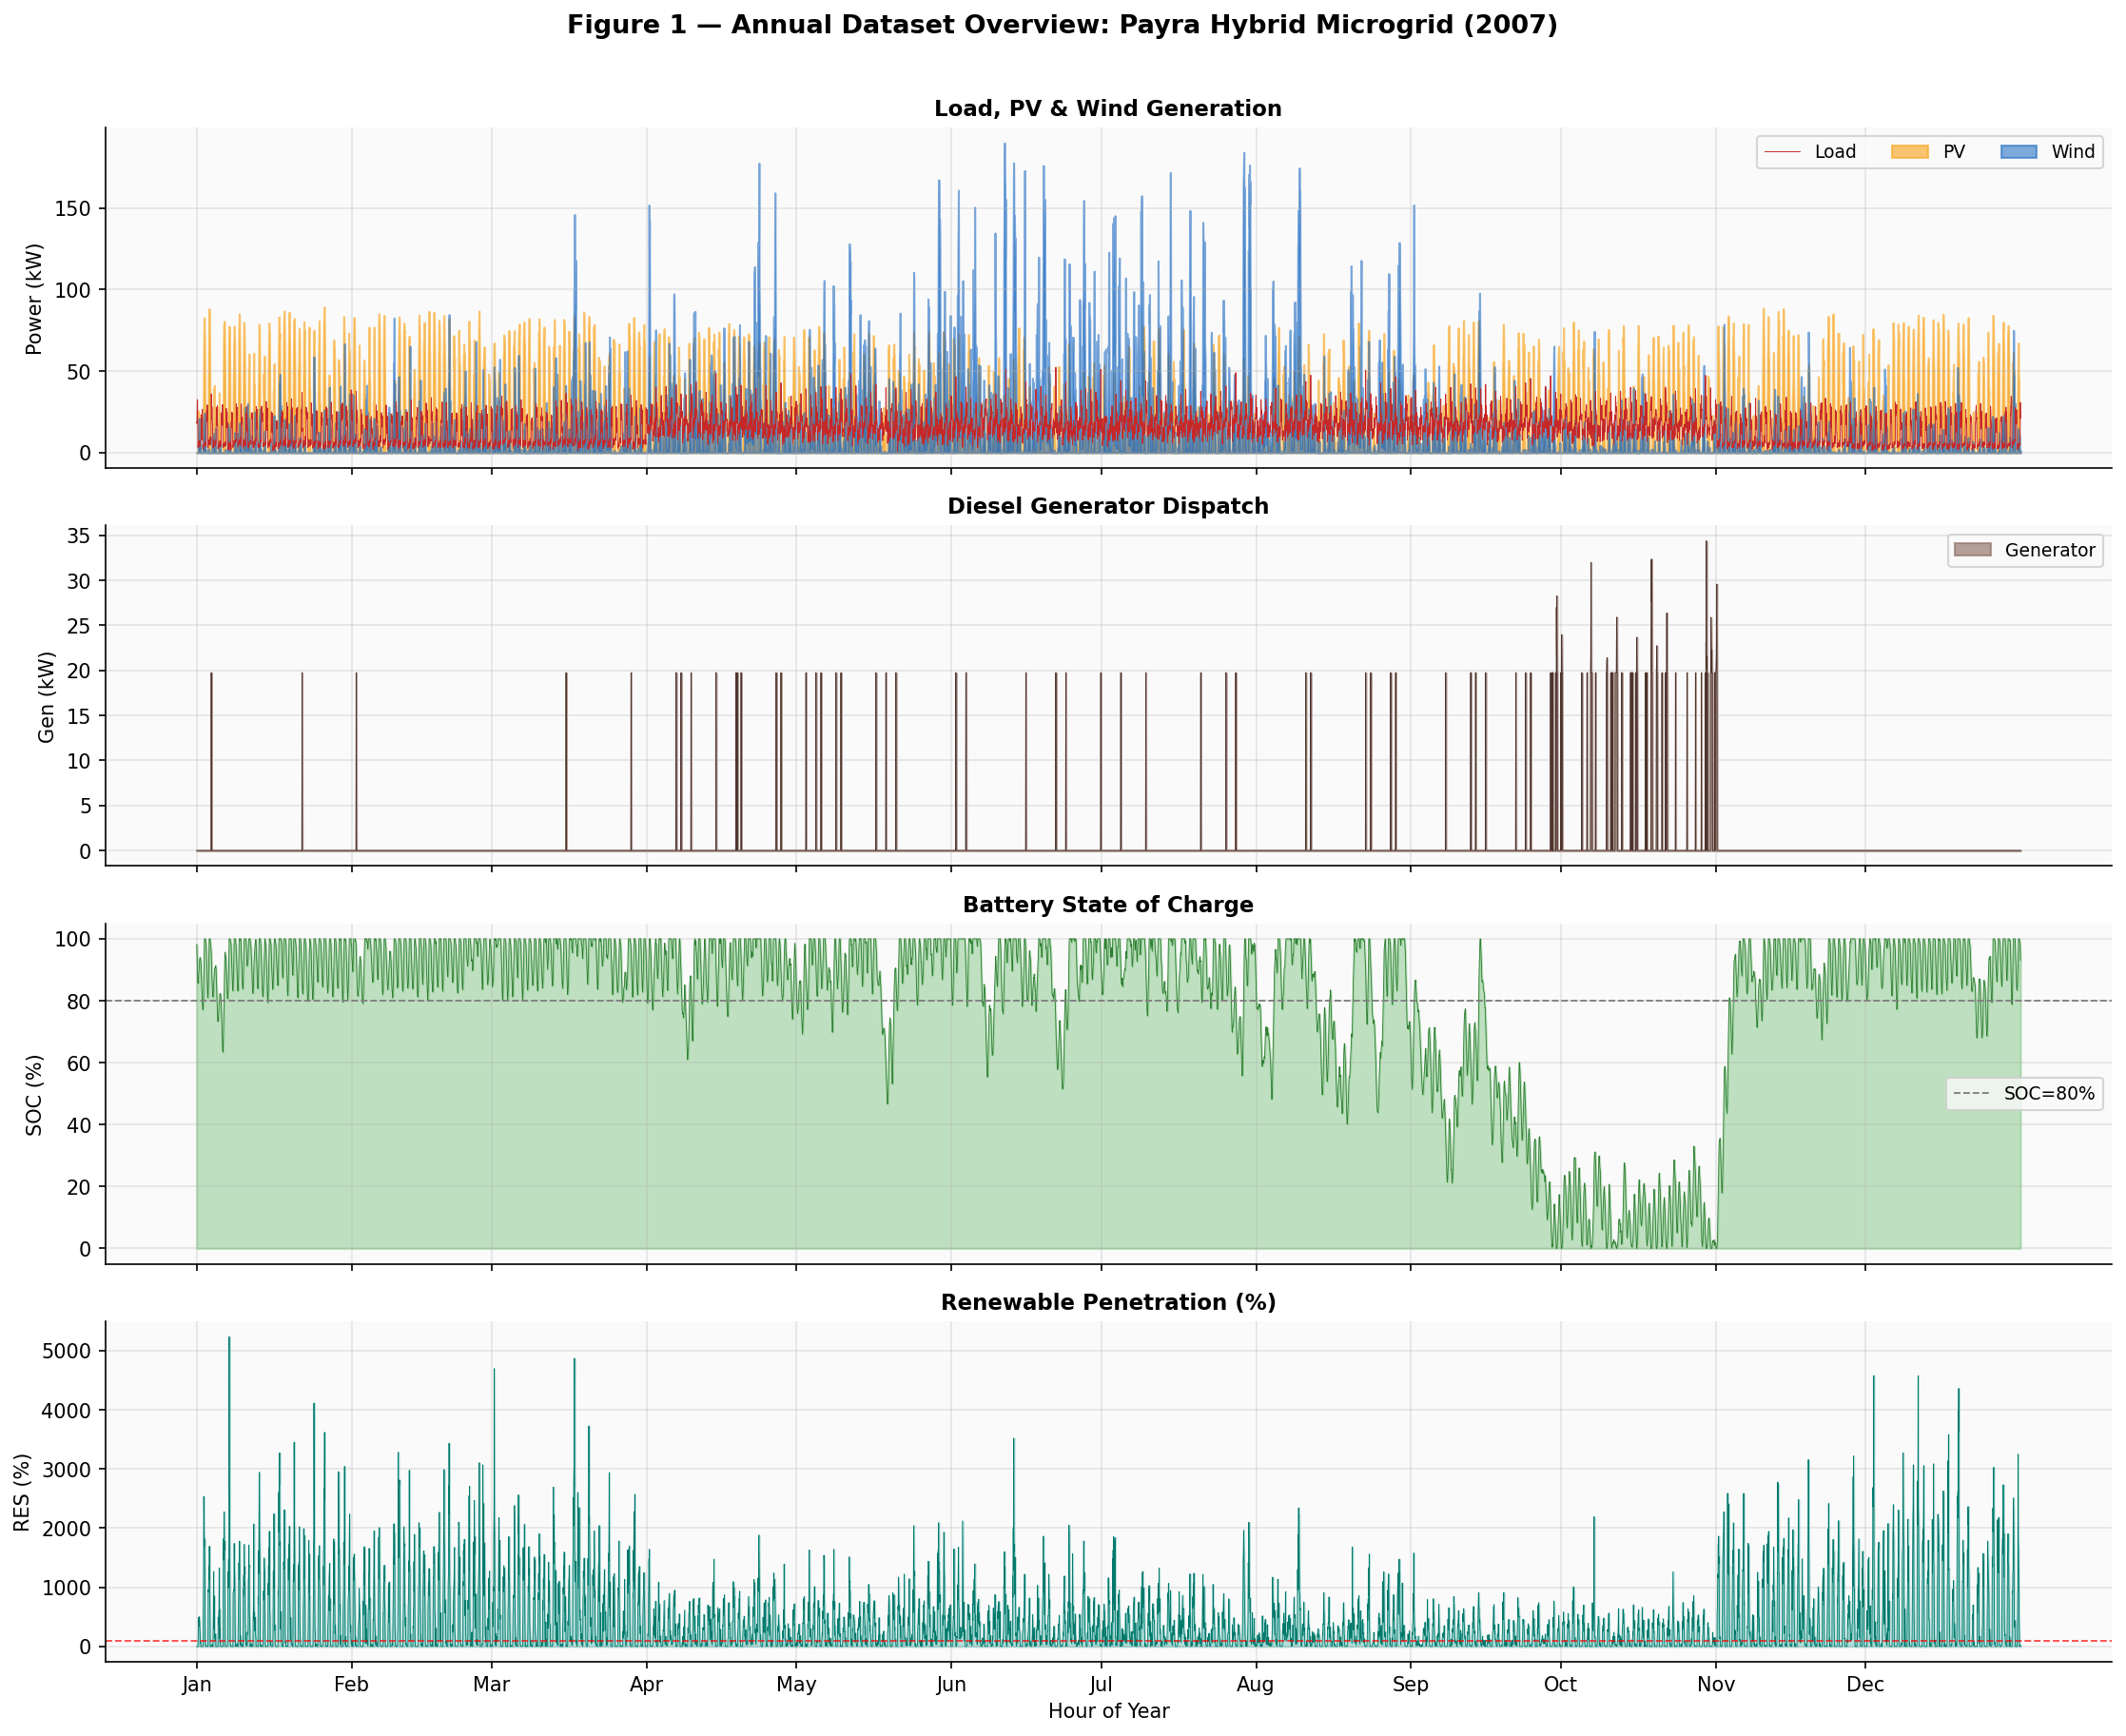 Figure 1 — Annual Dataset Overview: Payra Hybrid Microgrid (2007)
Load, PV & Wind Generation
Load PV Wind
Power (kW)
150
100
50
0
Diesel Generator Dispatch
Generator
Gen (kW)
35
30
25
20
15
10
5
0
Battery State of Charge
SOC (%)
100
80
60
40
20
0
SOC=80%
Renewable Penetration (%)
RES (%)
5000
4000
3000
2000
1000
0
Jan Feb Mar Apr May Jun Jul Aug Sep Oct Nov Dec
Hour of Year